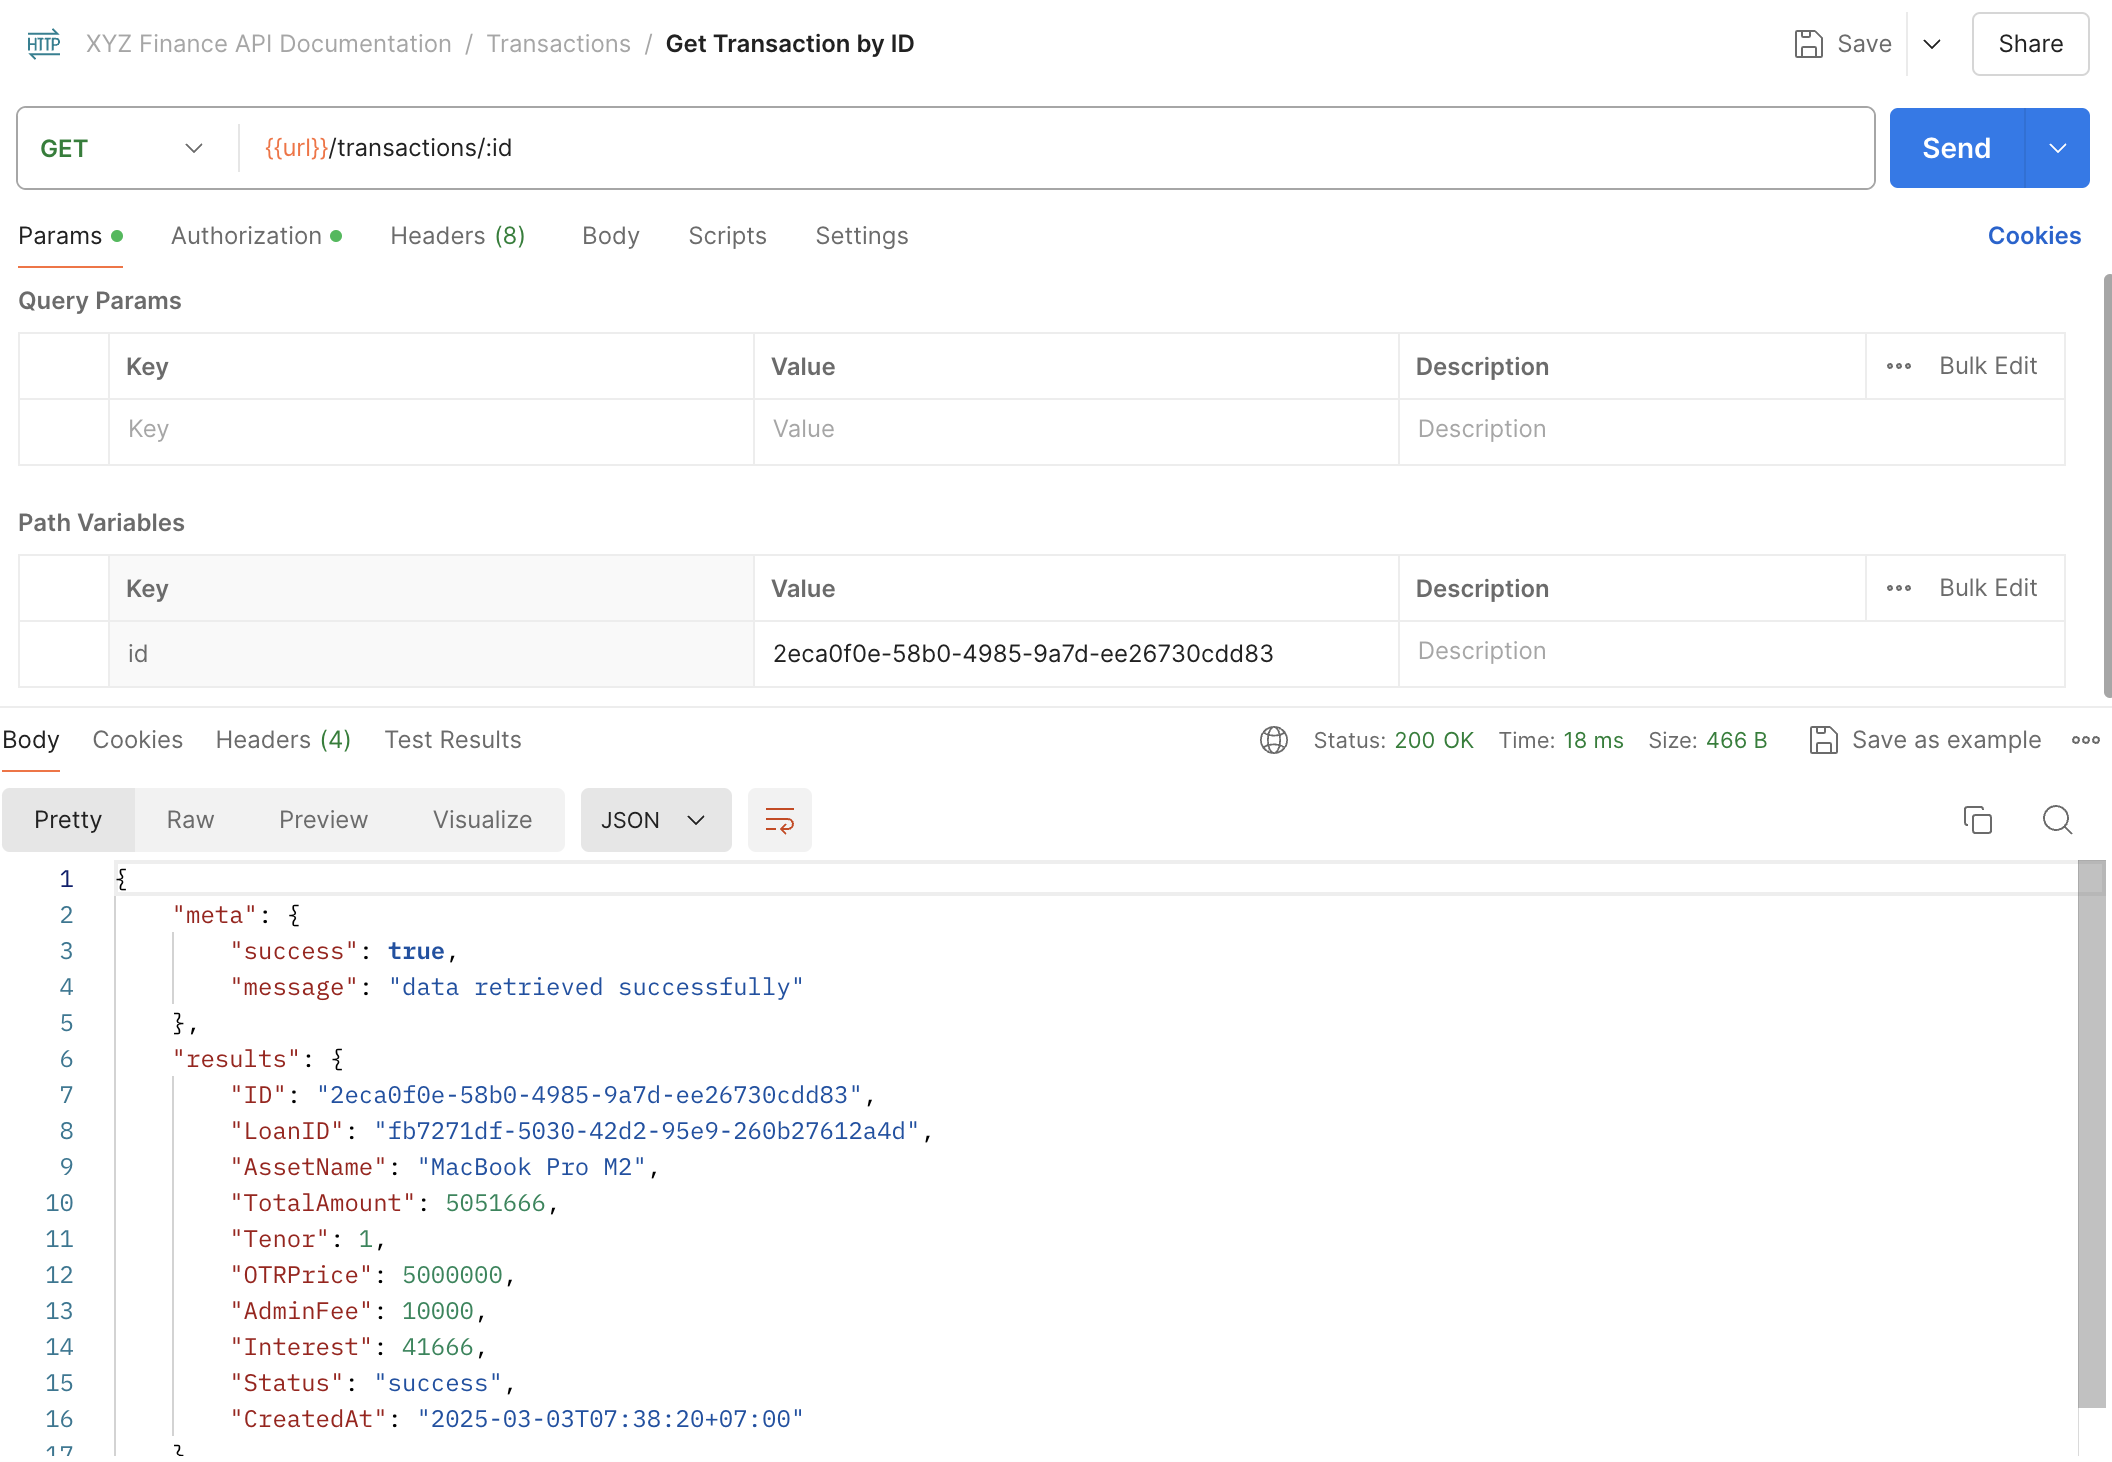 HTTP XYZ Finance API Documentation / Transactions / Get Transaction by ID Save Share
GET {{url}}/transactions/:id Send
Params Authorization Headers (8) Body Scripts Settings Cookies
Query Params
Key Value Description Bulk Edit
Key Value Description
Path Variables
Key Value Description Bulk Edit
id 2eca0f0e-58b0-4985-9a7d-ee26730cdd83 Description
Body Cookies Headers (4) Test Results Status: 200 OK Time: 18 ms Size: 466 B Save as example
Pretty Raw Preview Visualize JSON
1 {
2 "meta": {
3 "success": true,
4 "message": "data retrieved successfully"
5 },
6 "results": {
7 "ID": "2eca0f0e-58b0-4985-9a7d-ee26730cdd83",
8 "LoanID": "fb7271df-5030-42d2-95e9-260b27612a4d",
9 "AssetName": "MacBook Pro M2",
10 "TotalAmount": 5051666,
11 "Tenor": 1,
12 "OTRPrice": 5000000,
13 "AdminFee": 10000,
14 "Interest": 41666,
15 "Status": "success",
16 "CreatedAt": "2025-03-03T07:38:20+07:00"
17 }